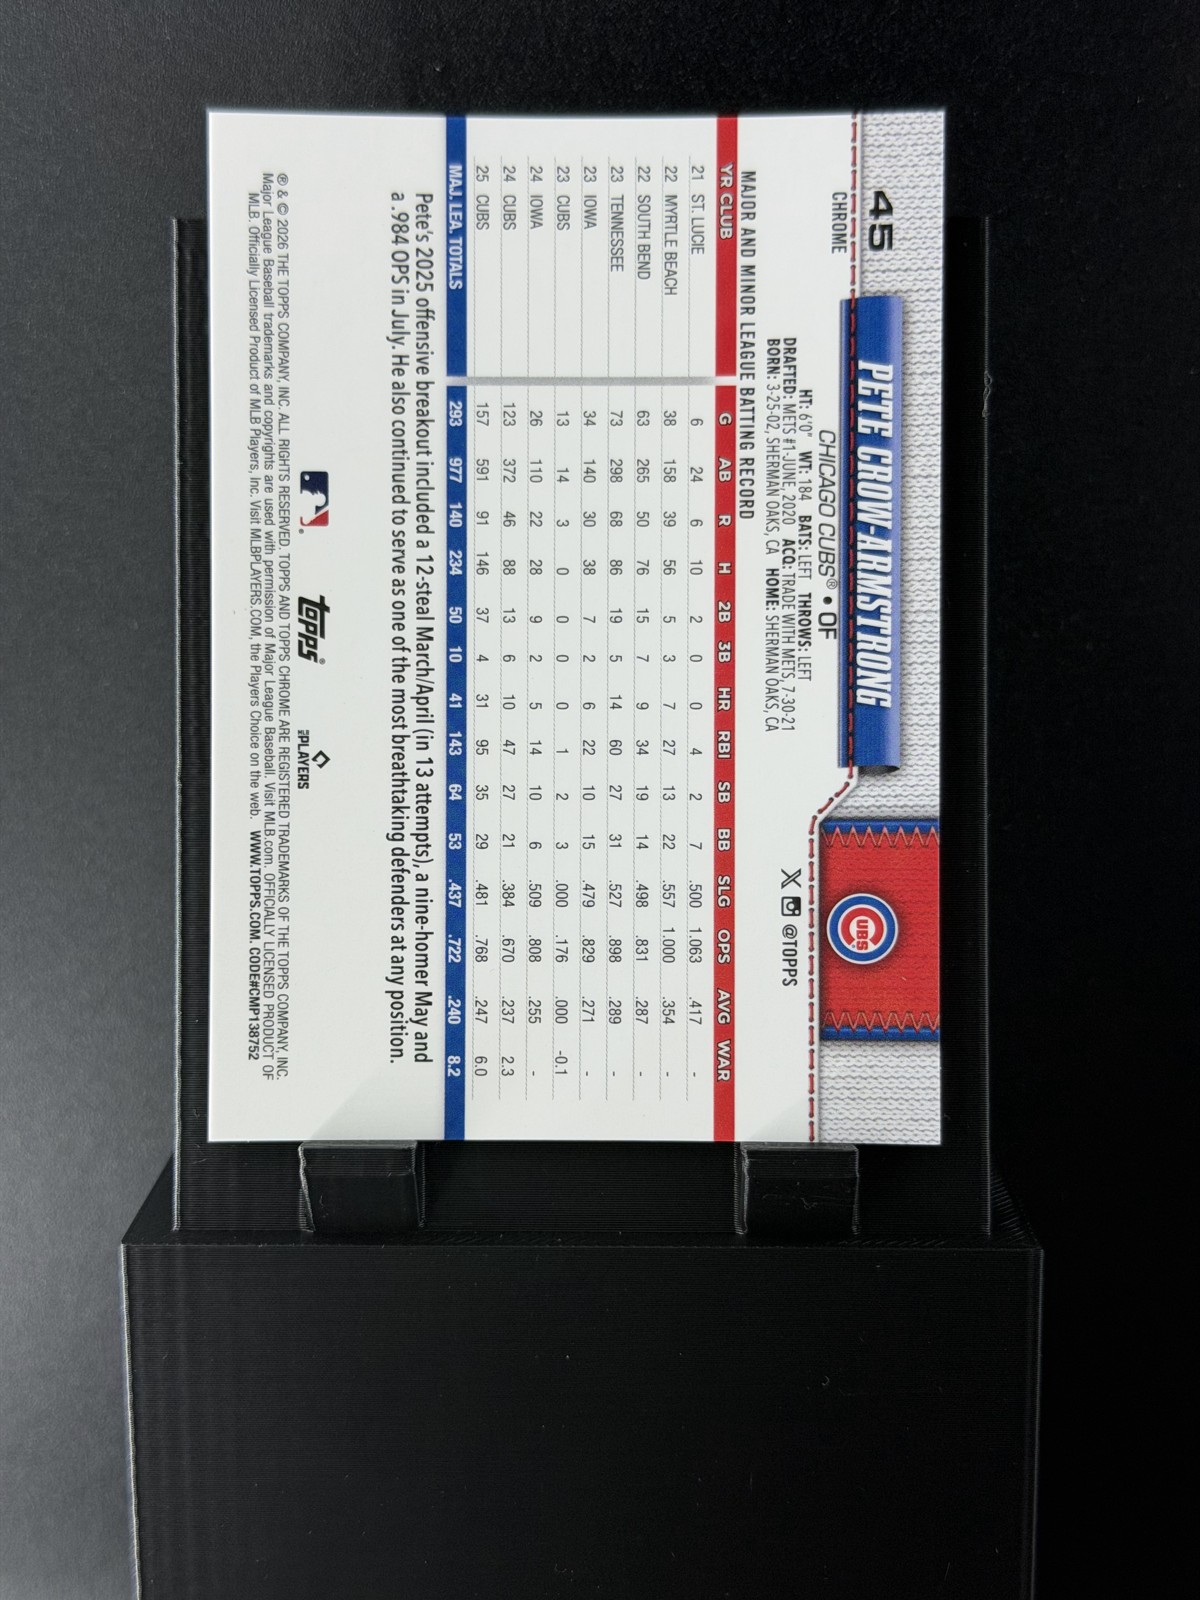 45
CHROME
PETE CROW-ARMSTRONG
CHICAGO CUBS® • OF
HT: 6'0" WT: 184 BATS: LEFT THROWS: LEFT
DRAFTED: METS #1-JUNE, 2020 ACQ: TRADE WITH METS, 7-30-21
BORN: 3-25-02, SHERMAN OAKS, CA HOME: SHERMAN OAKS, CA
CUBS
@TOPPS
MAJOR AND MINOR LEAGUE BATTING RECORD
YR CLUB G AB R H 2B 3B HR RBI SB BB SLG OPS AVG WAR
21 ST. LUCIE 6 24 6 10 2 0 0 4 2 7 .500 1.063 .417 -
22 MYRTLE BEACH 38 158 39 56 5 3 7 27 13 22 .557 1.000 .354 -
22 SOUTH BEND 63 265 50 76 15 7 9 34 19 14 .498 .831 .287 -
23 TENNESSEE 73 298 68 86 19 5 14 60 27 31 .527 .898 .289 -
23 IOWA 34 140 30 38 7 2 6 22 10 15 .479 .829 .271 -
23 CUBS 13 14 3 0 0 0 0 1 2 3 .000 .176 .000 -0.1
24 IOWA 26 110 22 28 9 2 5 14 10 6 .509 .808 .255 -
24 CUBS 123 372 46 88 13 6 10 47 27 21 .384 .670 .237 2.3
25 CUBS 157 591 91 146 37 4 31 95 35 29 .481 .768 .247 6.0
MAJ. LEA. TOTALS 293 977 140 234 50 10 41 143 64 53 .437 .722 .240 8.2
Pete's 2025 offensive breakout included a 12-steal March/April (in 13 attempts), a nine-homer May and
a .984 OPS in July. He also continued to serve as one of the most breathtaking defenders at any position.
topps®
MLB PLAYERS
® & © 2026 THE TOPPS COMPANY, INC. ALL RIGHTS RESERVED. TOPPS AND TOPPS CHROME ARE REGISTERED TRADEMARKS OF THE TOPPS COMPANY, INC.
Major League Baseball trademarks and copyrights are used with permission of Major League Baseball. Visit MLB.com. OFFICIALLY LICENSED PRODUCT OF
MLB. Officially Licensed Product of MLB Players, Inc. Visit MLBPLAYERS.COM, the Players Choice on the web. WWW.TOPPS.COM. CODE#CMP138752